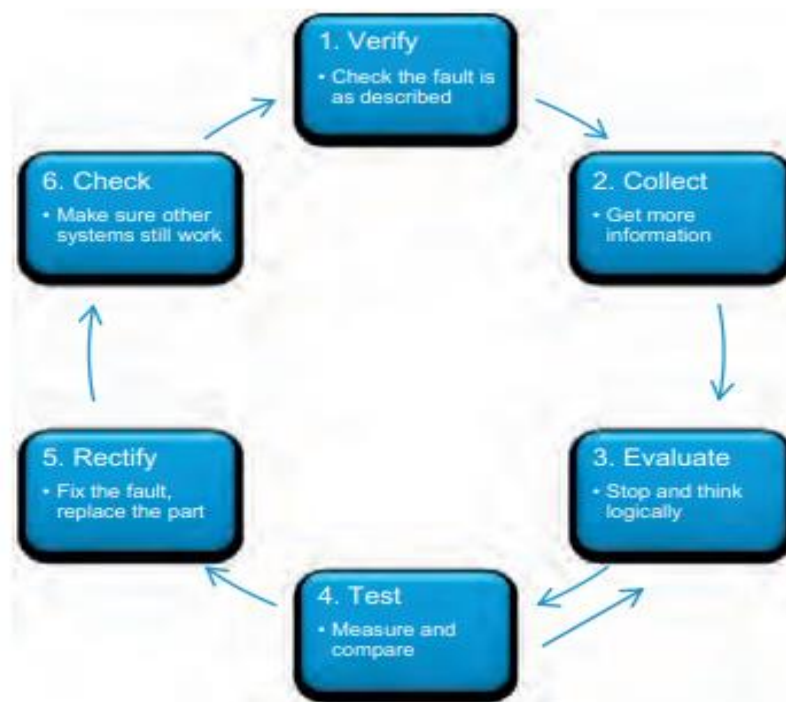 1. Verify
• Check the fault is
as described
2. Collect
• Get more
information
3. Evaluate
• Stop and think
logically
4. Test
• Measure and
compare
5. Rectify
• Fix the fault,
replace the part
6. Check
• Make sure other
systems still work